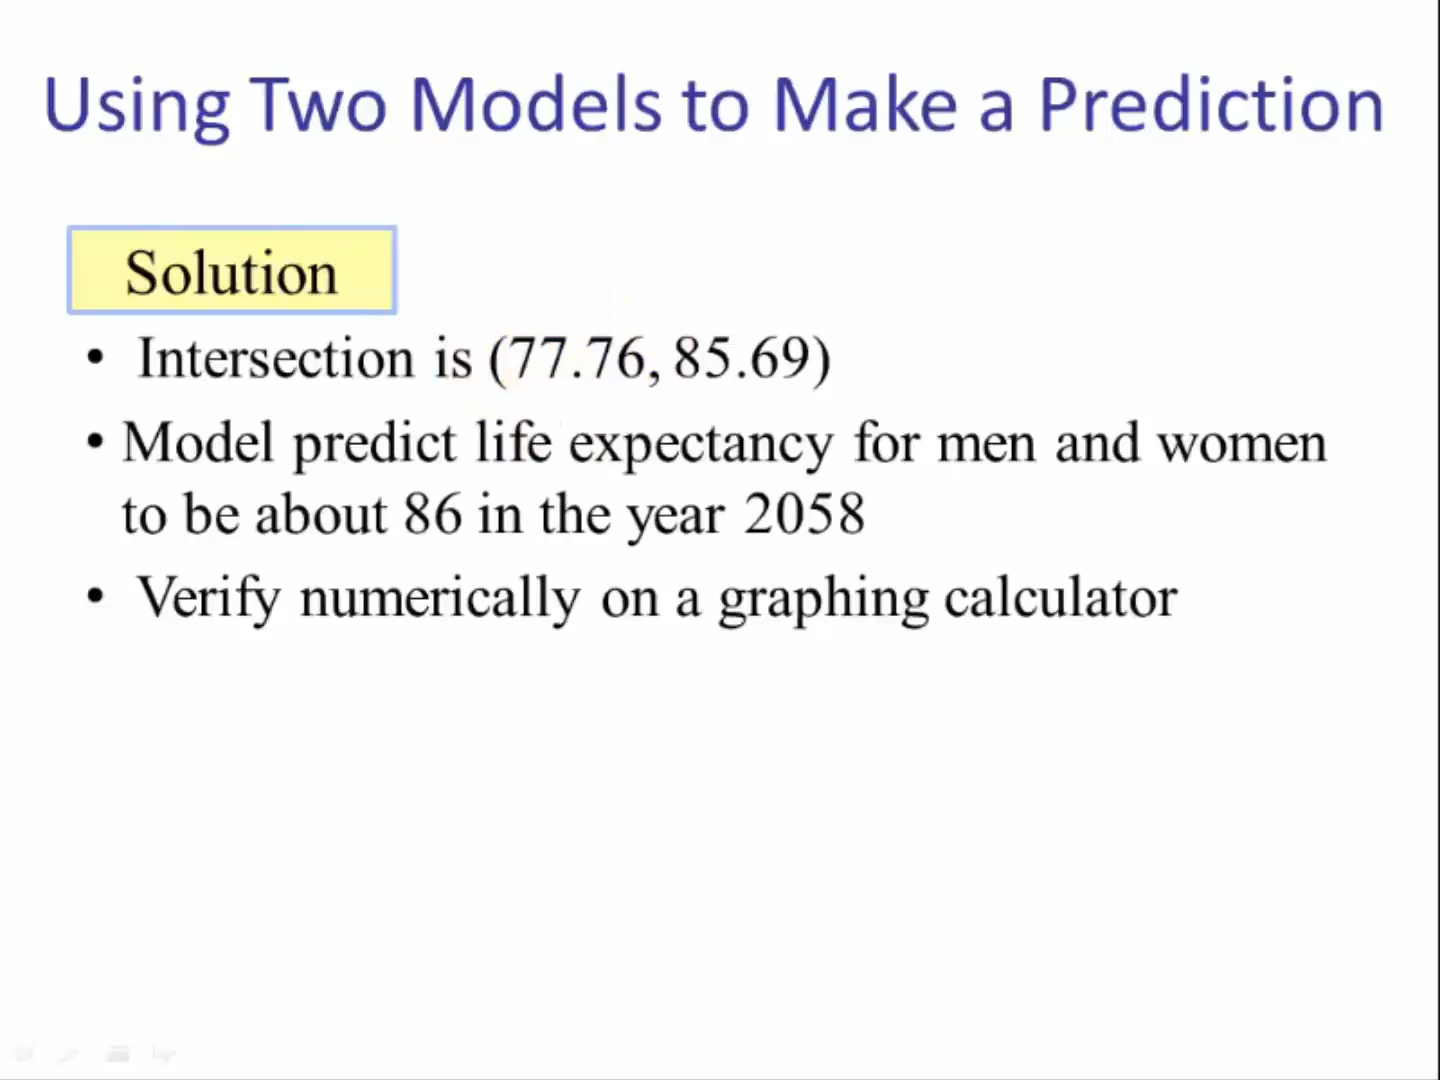 Using Two Models to Make a Prediction
Solution
• Intersection is (77.76, 85.69)
• Model predict life expectancy for men and women
to be about 86 in the year 2058
• Verify numerically on a graphing calculator